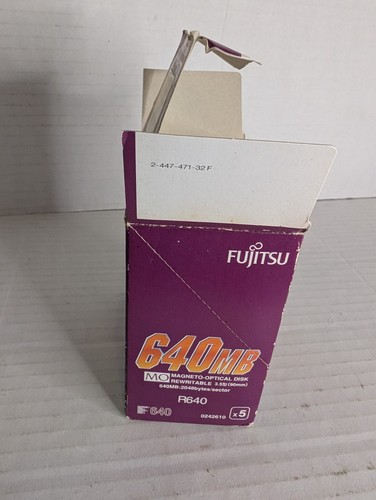 2-447-471-32 F
FUJITSU
640MB
MO MAGNETO-OPTICAL DISK
REWRITABLE 3.5" (90mm)
640MB:2048bytes/sector
R640
F640
0242610 x5